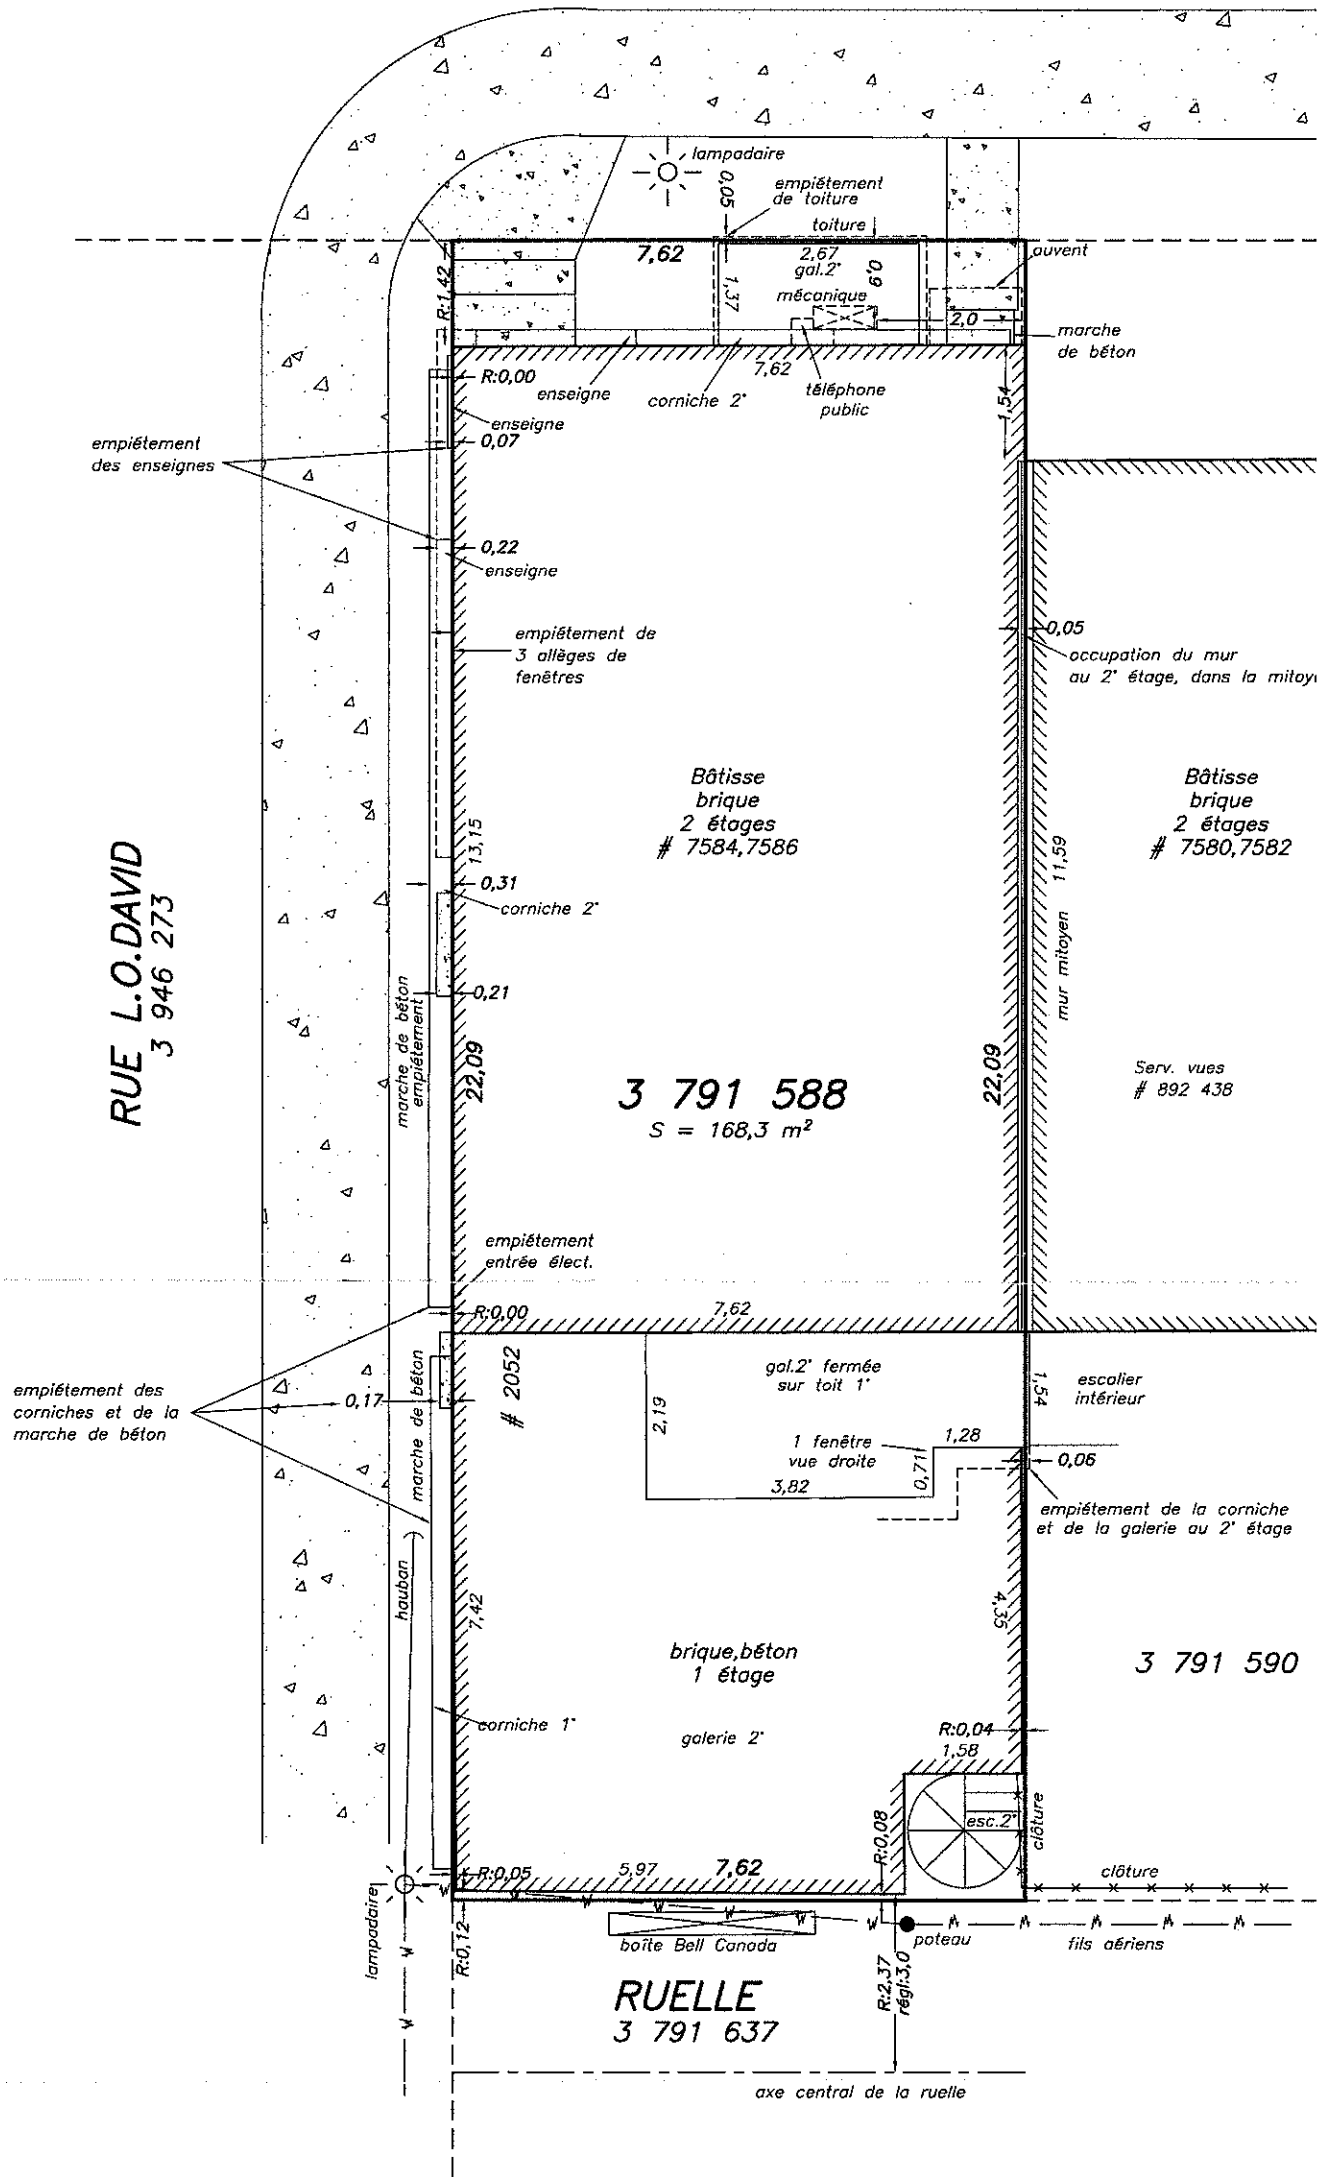 lampadaire
0,05
empiétement
de toiture
toiture
7,62
2,67
gal.2°
1,37
0,9
mécanique
ouvent
2,0
marche
de béton
R:1,42
R:0,00
enseigne
enseigne
corniche 2°
7,62
téléphone
public
1,54
empiétement
des enseignes
0,07
0,22
enseigne
empiétement de
3 allèges de
fenêtres
0,05
occupation du mur
au 2° étage, dans la
Bâtisse
brique
2 étages
# 7584,7586
Bâtisse
brique
2 étages
# 7580,7582
13,15
11,59
mur mitoyen
0,31
corniche 2°
0,21
RUE L.O.DAVID
3 946 273
marche de béton
empiétement
22,09
22,09
3 791 588
S = 168,3 m²
Serv. vues
# 892 438
empiétement
entrée élect.
R:0,00
7,62
empiétement des
corniches et de la
marche de béton
0,17
marche de béton
# 2052
gal.2° fermée
sur toit 1°
2,19
1,54
escalier
intérieur
1 fenêtre
vue droite
1,28
0,71
3,82
0,06
empiétement de la corniche
et de la galerie au 2° étage
hauban
7,42
4,35
brique,béton
1 étage
3 791 590
corniche 1°
galerie 2°
R:0,04
1,58
R:0,08
esc.2°
clôture
clôture
R:0,05
5,97
7,62
lampadaire
R:0,12
boîte Bell Canada
poteau
fils aériens
R:2,37
régl:3,0
RUELLE
3 791 637
axe central de la ruelle